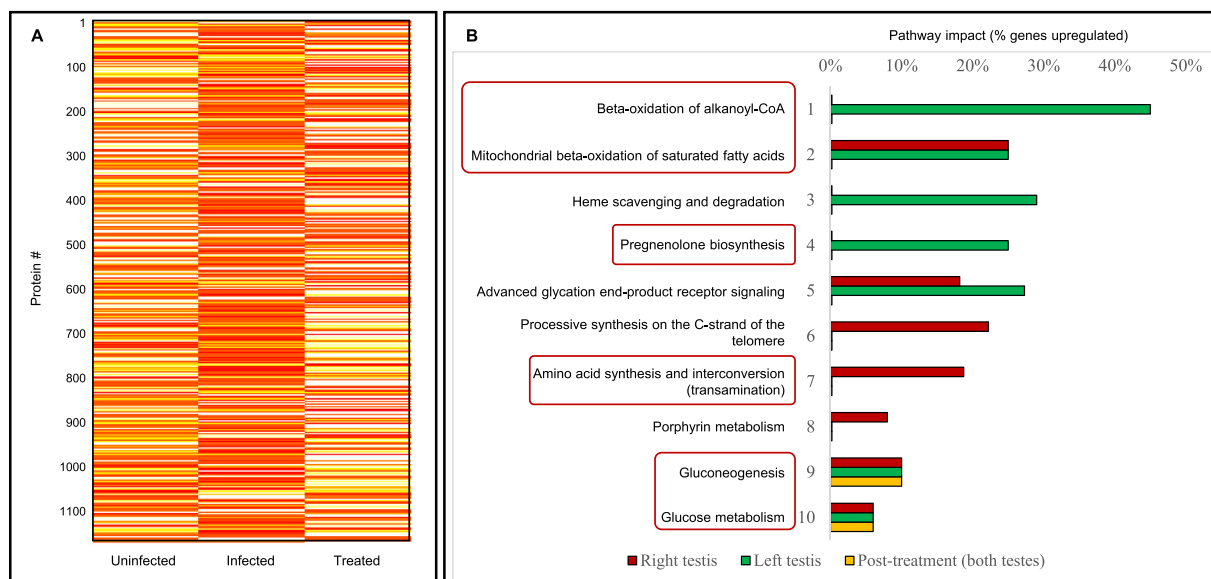 A
1
100
200
300
400
500
600
700
800
900
1000
1100
Protein #
Uninfected
Infected
Treated
B
Pathway impact (% genes upregulated)
0%
10%
20%
30%
40%
50%
Beta-oxidation of alkanoyl-CoA
1
Mitochondrial beta-oxidation of saturated fatty acids
2
Heme scavenging and degradation
3
Pregnenolone biosynthesis
4
Advanced glycation end-product receptor signaling
5
Processive synthesis on the C-strand of the
telomere
6
Amino acid synthesis and interconversion
(transamination)
7
Porphyrin metabolism
8
Gluconeogenesis
9
Glucose metabolism
10
Right testis
Left testis
Post-treatment (both testes)